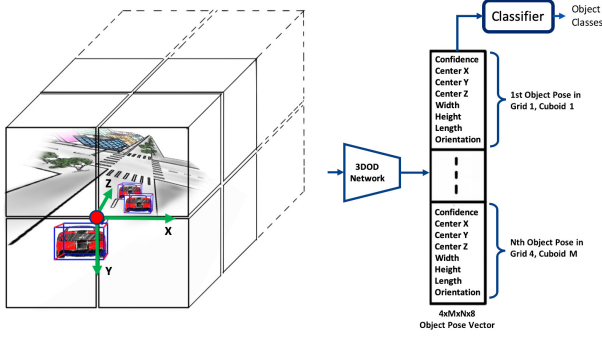 Classifier
Object
Classes
Confidence
Center X
Center Y
Center Z
Width
Height
Length
Orientation
1st Object Pose in
Grid 1, Cuboid 1
3DOD
Network
Z
X
Y
Confidence
Center X
Center Y
Center Z
Width
Height
Length
Orientation
Nth Object Pose in
Grid 4, Cuboid M
4xMxNx8
Object Pose Vector